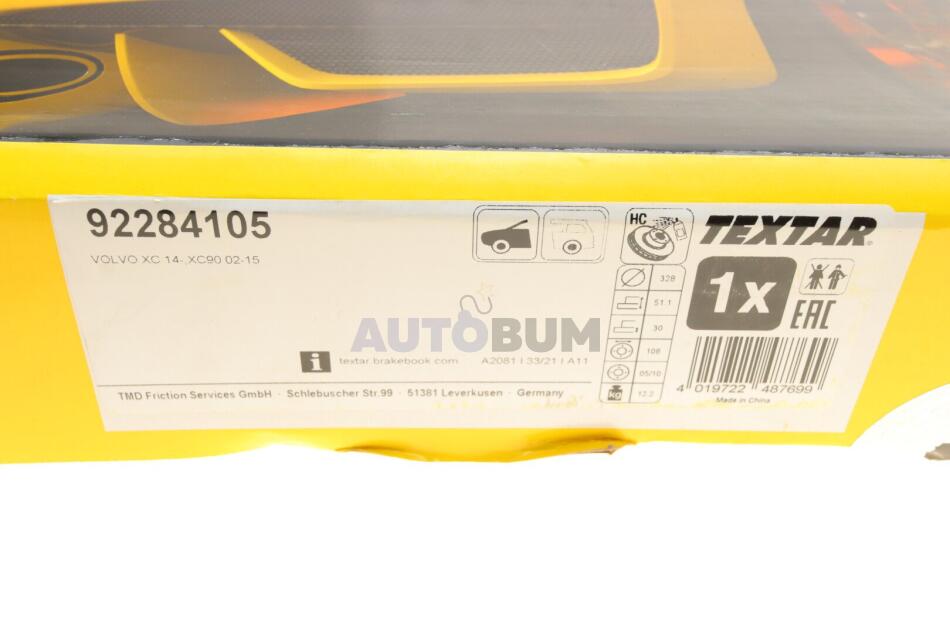 92284105
VOLVO XC 14-,XC90 02-15
i textar.brakebook.com A2081 I 33/21 I A11
TMD Friction Services GmbH · Schlebuscher Str.99 · 51381 Leverkusen · Germany
HC
328
51.1
30
108
05/10
kg 12.2
TEXTAR®
1x
EAC
4 019722 487699
Made in China
AUTOBUM